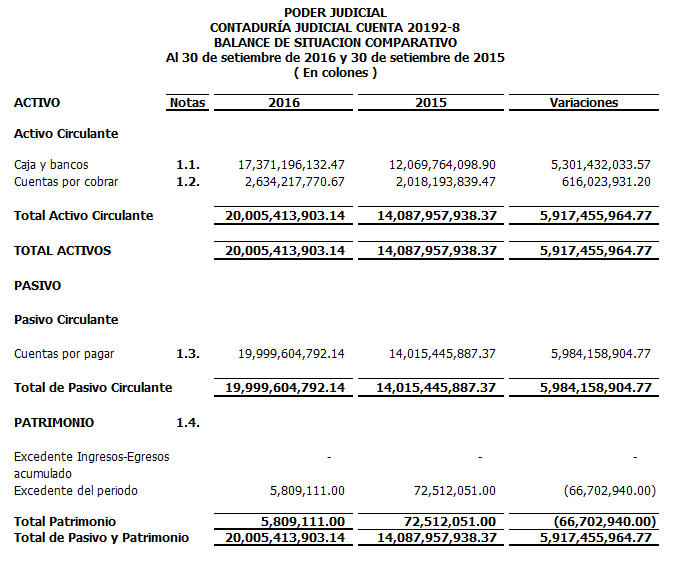 PODER JUDICIAL
CONTADURÍA JUDICIAL CUENTA 20192-8
BALANCE DE SITUACION COMPARATIVO
Al 30 de setiembre de 2016 y 30 de setiembre de 2015
( En colones )
ACTIVO Notas 2016 2015 Variaciones
Activo Circulante
Caja y bancos 1.1. 17,371,196,132.47 12,069,764,098.90 5,301,432,033.57
Cuentas por cobrar 1.2. 2,634,217,770.67 2,018,193,839.47 616,023,931.20
Total Activo Circulante 20,005,413,903.14 14,087,957,938.37 5,917,455,964.77
TOTAL ACTIVOS 20,005,413,903.14 14,087,957,938.37 5,917,455,964.77
PASIVO
Pasivo Circulante
Cuentas por pagar 1.3. 19,999,604,792.14 14,015,445,887.37 5,984,158,904.77
Total de Pasivo Circulante 19,999,604,792.14 14,015,445,887.37 5,984,158,904.77
PATRIMONIO 1.4.
Excedente Ingresos-Egresos - - -
acumulado
Excedente del periodo 5,809,111.00 72,512,051.00 (66,702,940.00)
Total Patrimonio 5,809,111.00 72,512,051.00 (66,702,940.00)
Total de Pasivo y Patrimonio 20,005,413,903.14 14,087,957,938.37 5,917,455,964.77